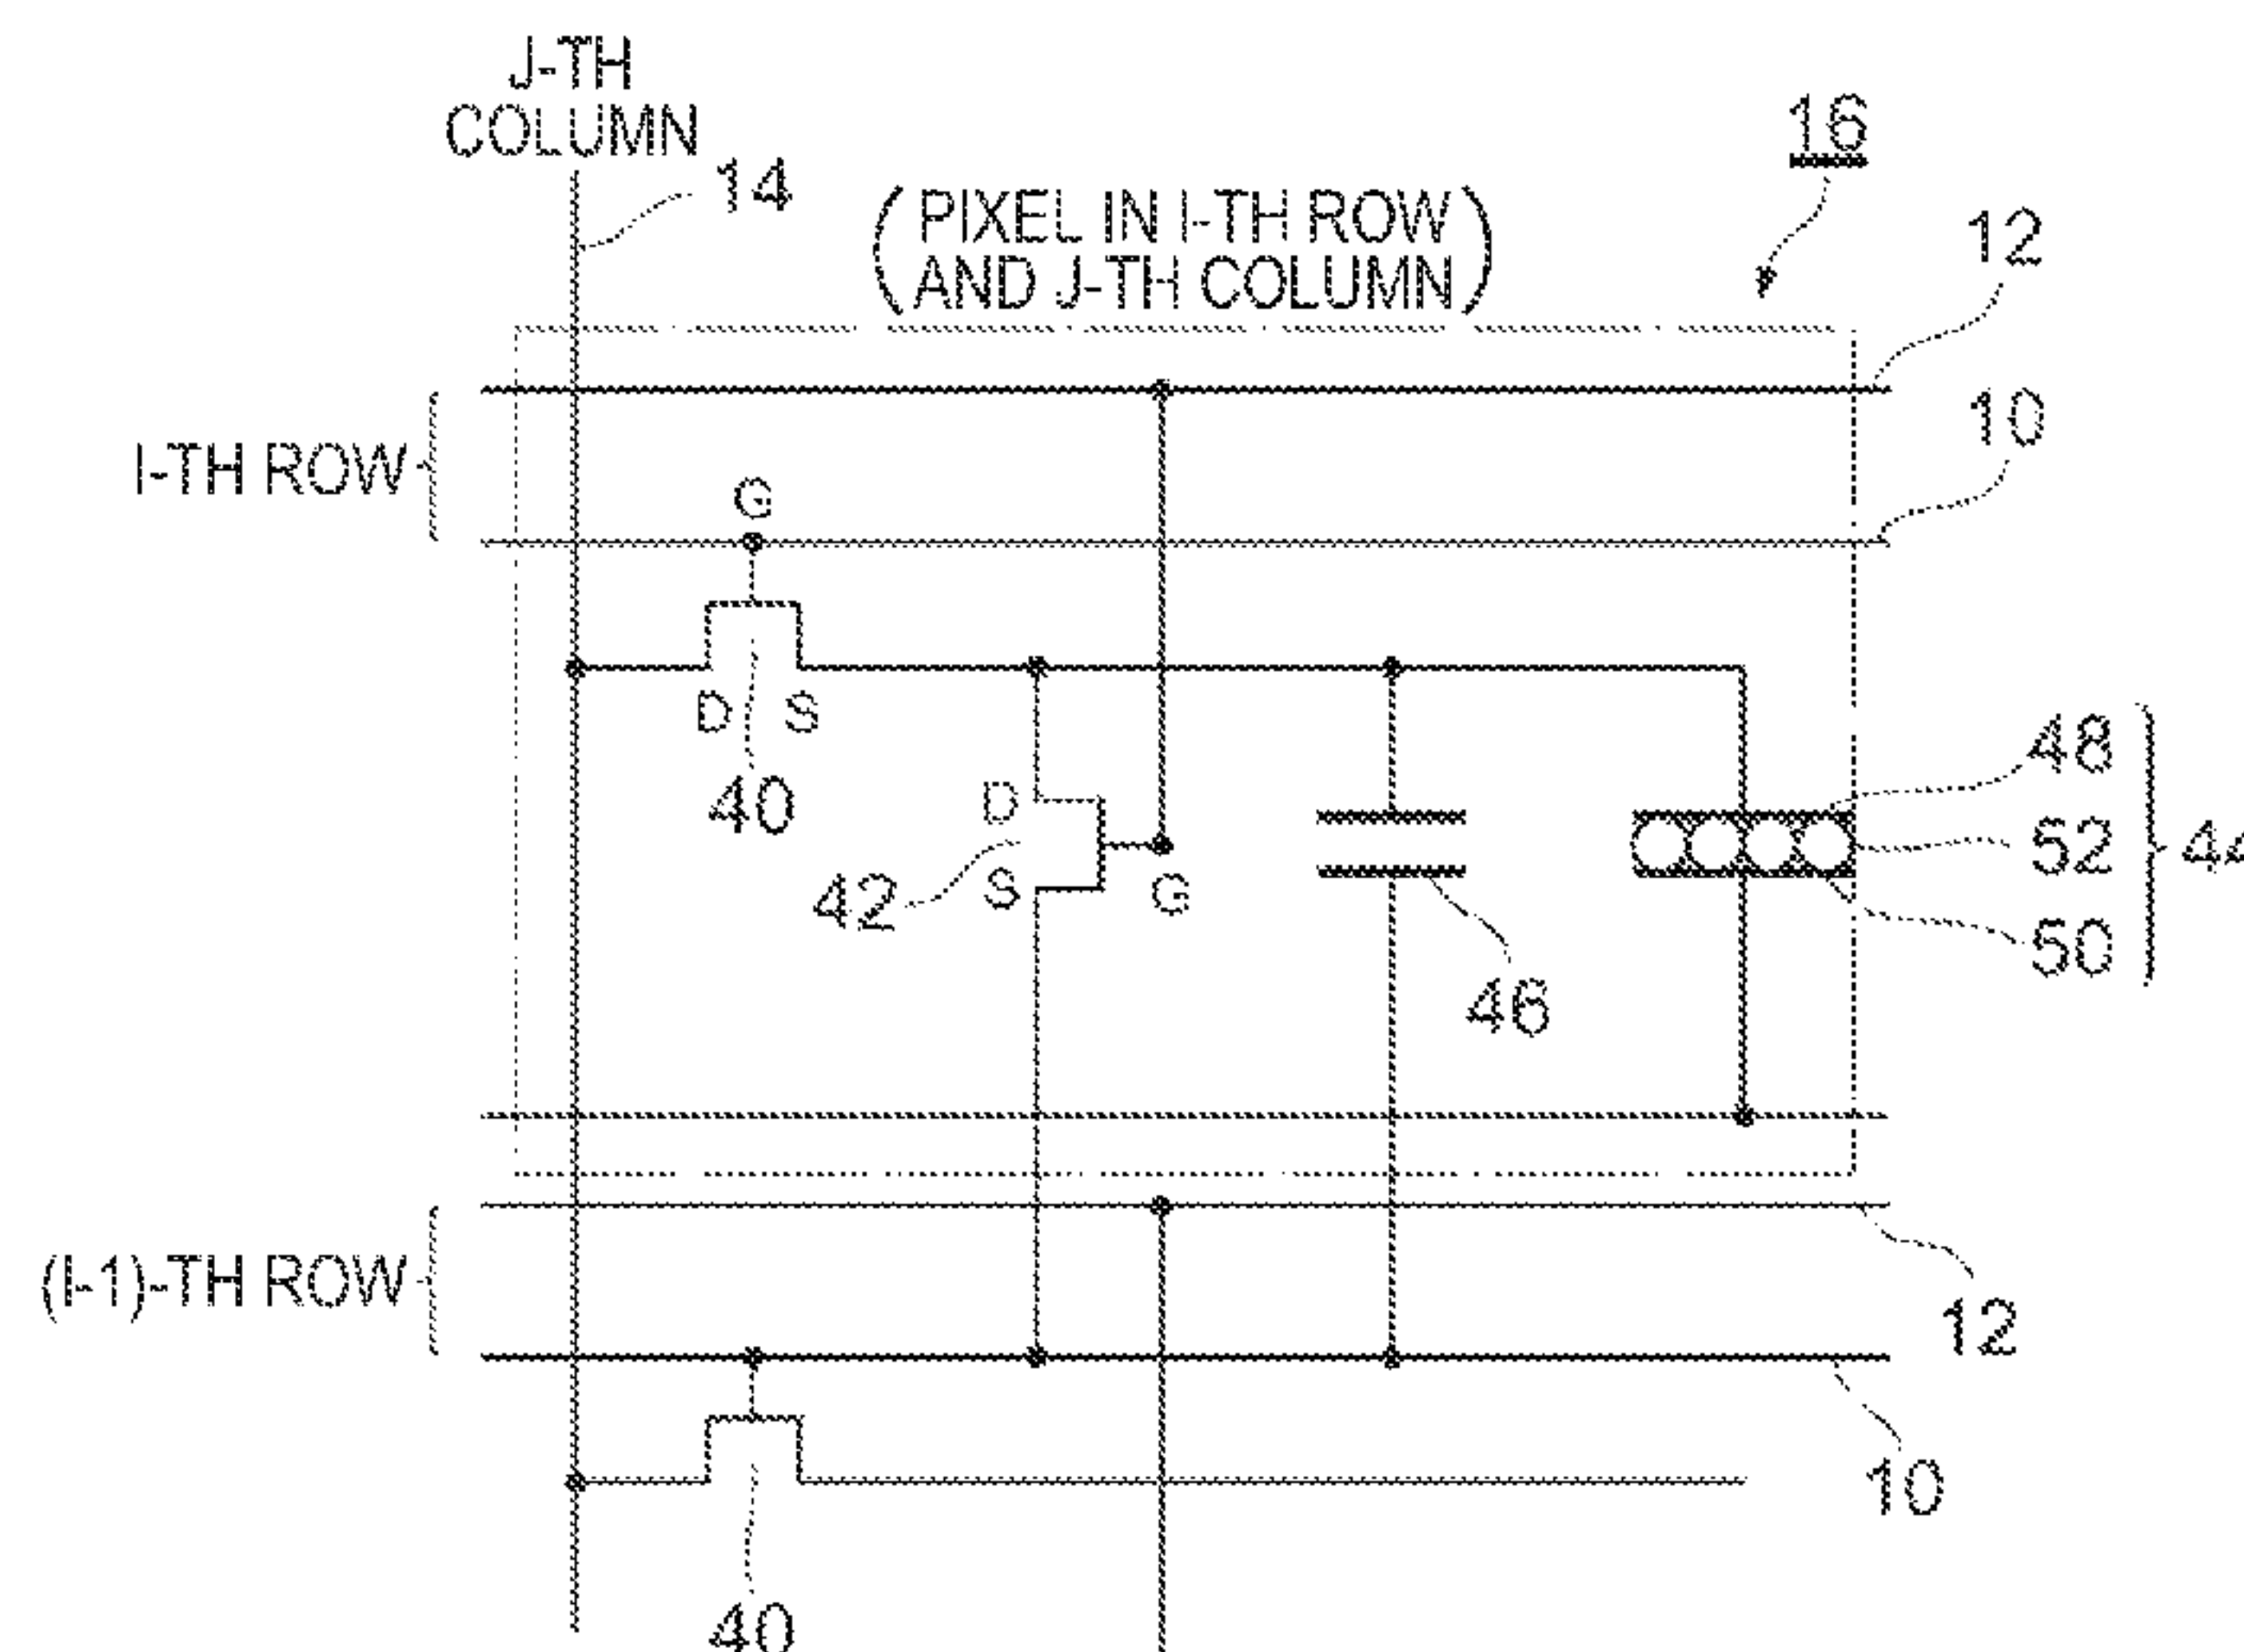 J-TH
COLUMN
14
16
(PIXEL IN I-TH ROW
AND J-TH COLUMN)
12
10
I-TH ROW
G
D S
40
48
D
52
44
42
S
G
50
46
(I-1)-TH ROW
12
10
40